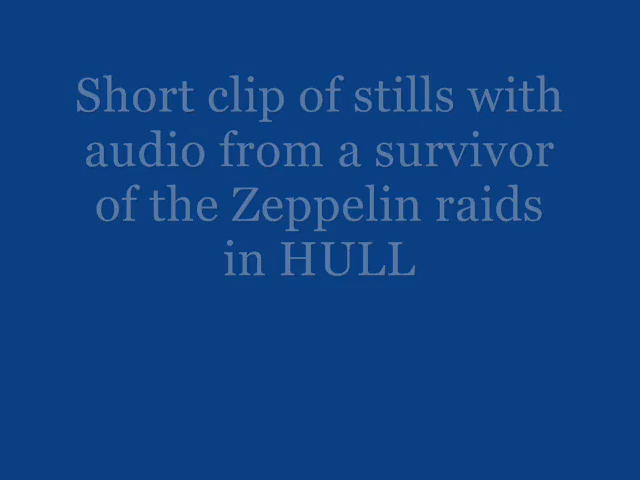 Short clip of stills with
audio from a survivor
of the Zeppelin raids
in HULL